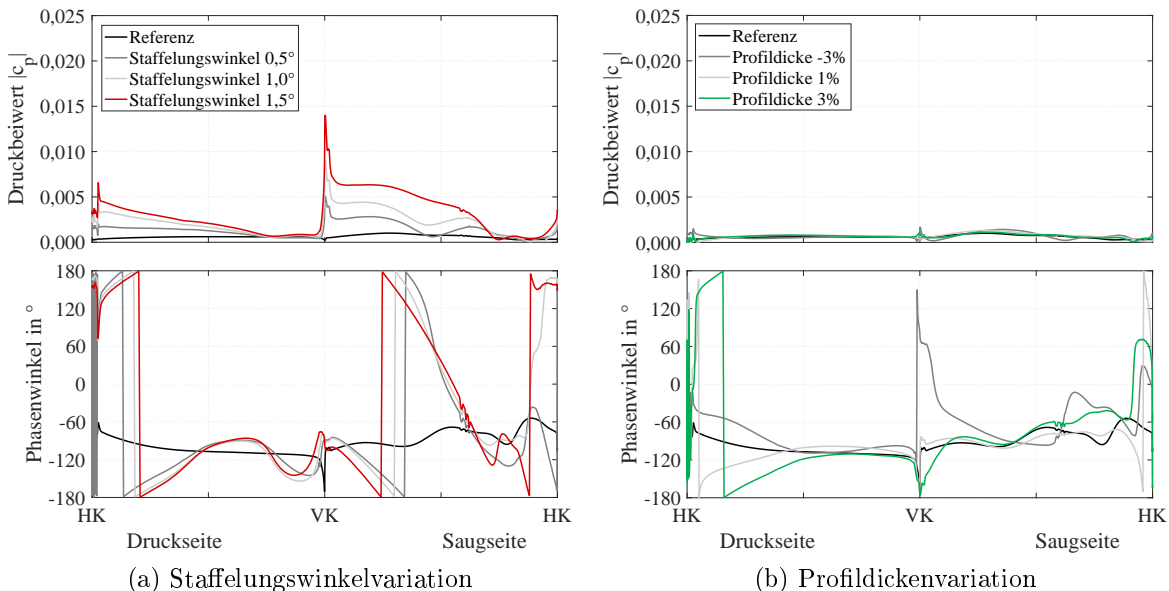 0,025
0,020
0,015
0,010
0,005
0,000
Druckbeiwert |c_p|
Referenz
Staffelungswinkel 0,5°
Staffelungswinkel 1,0°
Staffelungswinkel 1,5°
180
120
60
0
-60
-120
-180
Phasenwinkel in °
HK
VK
HK
Druckseite
Saugseite
(a) Staffelungswinkelvariation
0,025
0,020
0,015
0,010
0,005
0,000
Druckbeiwert |c_p|
Referenz
Profildicke -3%
Profildicke 1%
Profildicke 3%
180
120
60
0
-60
-120
-180
Phasenwinkel in °
HK
VK
HK
Druckseite
Saugseite
(b) Profildickenvariation